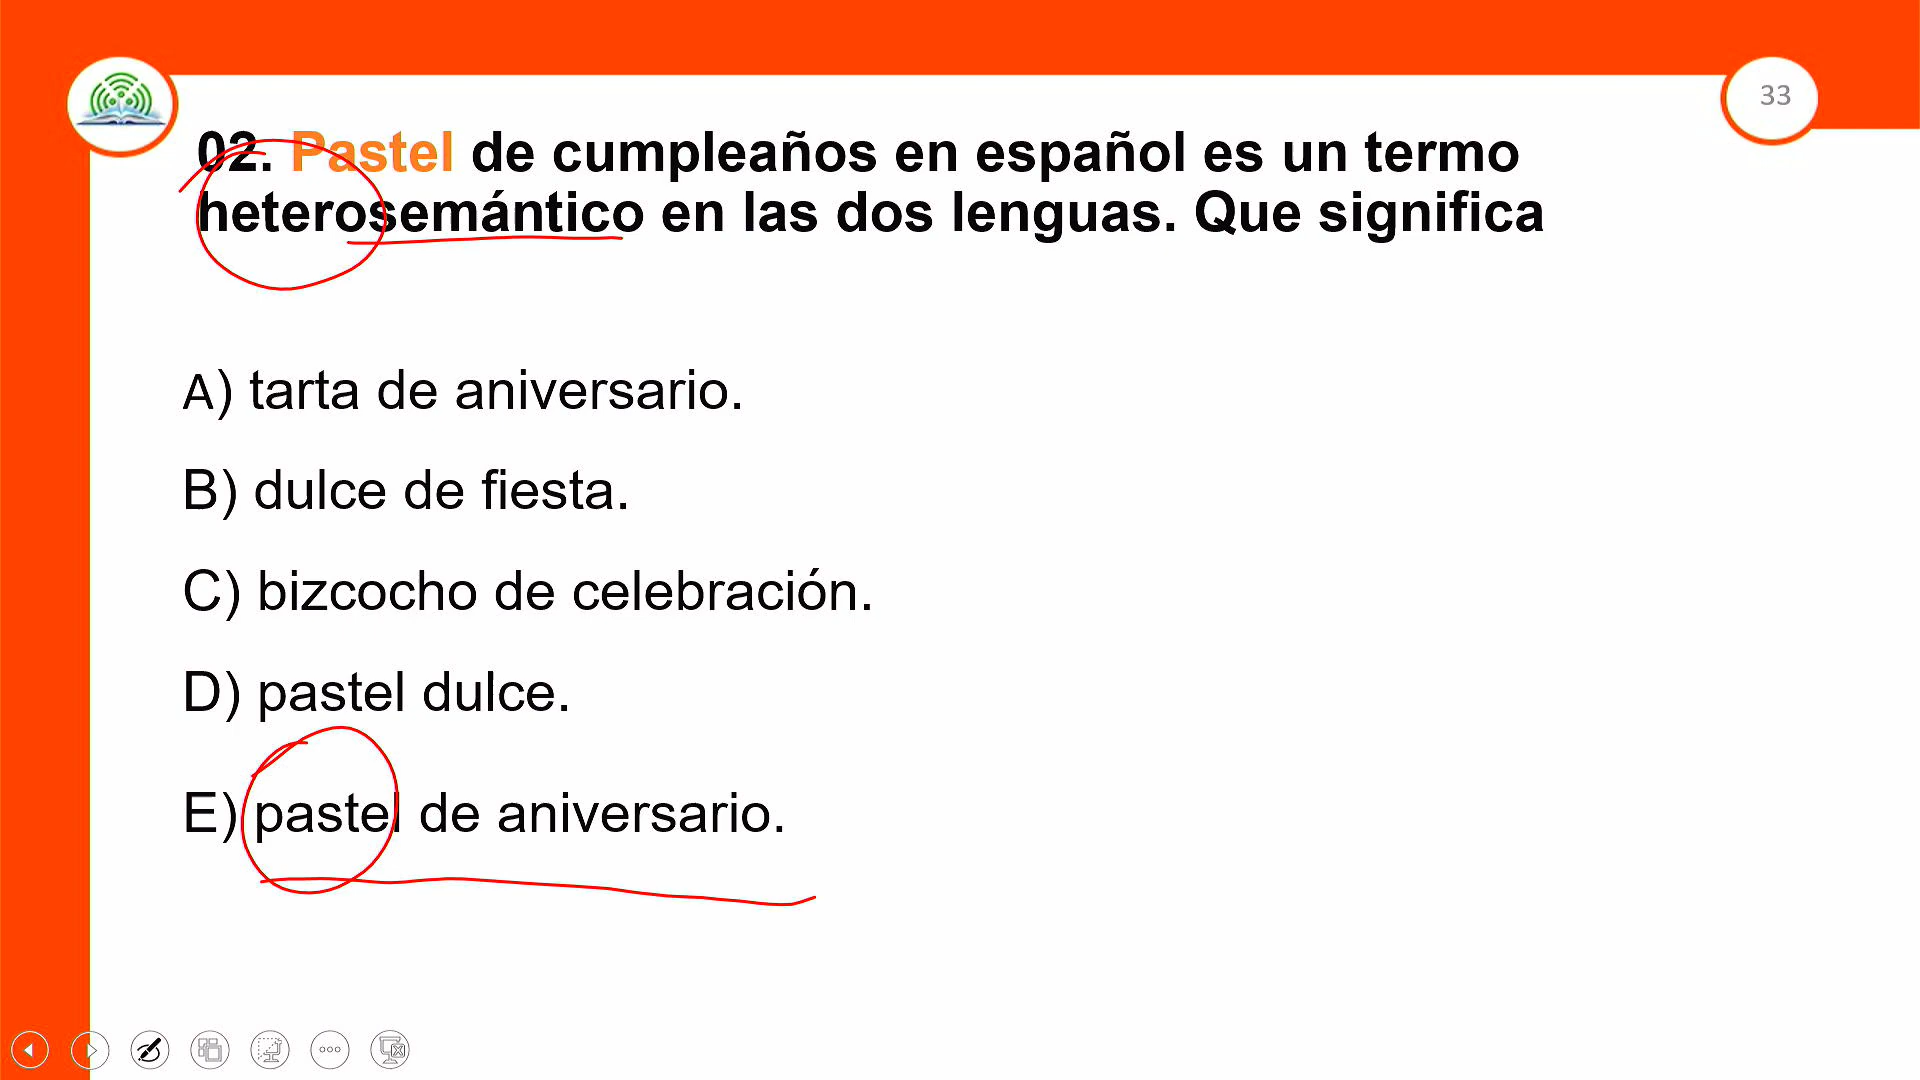 33
02. Pastel de cumpleaños en español es un termo
heterosemántico en las dos lenguas. Que significa
A) tarta de aniversario.
B) dulce de fiesta.
C) bizcocho de celebración.
D) pastel dulce.
E) pastel de aniversario.